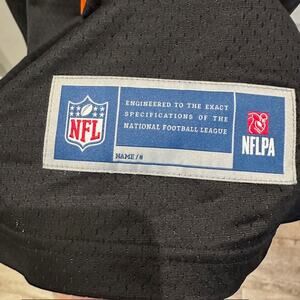 NFL
ENGINEERED TO THE EXACT
SPECIFICATIONS OF THE
NATIONAL FOOTBALL LEAGUE
NAME/#
NFLPA